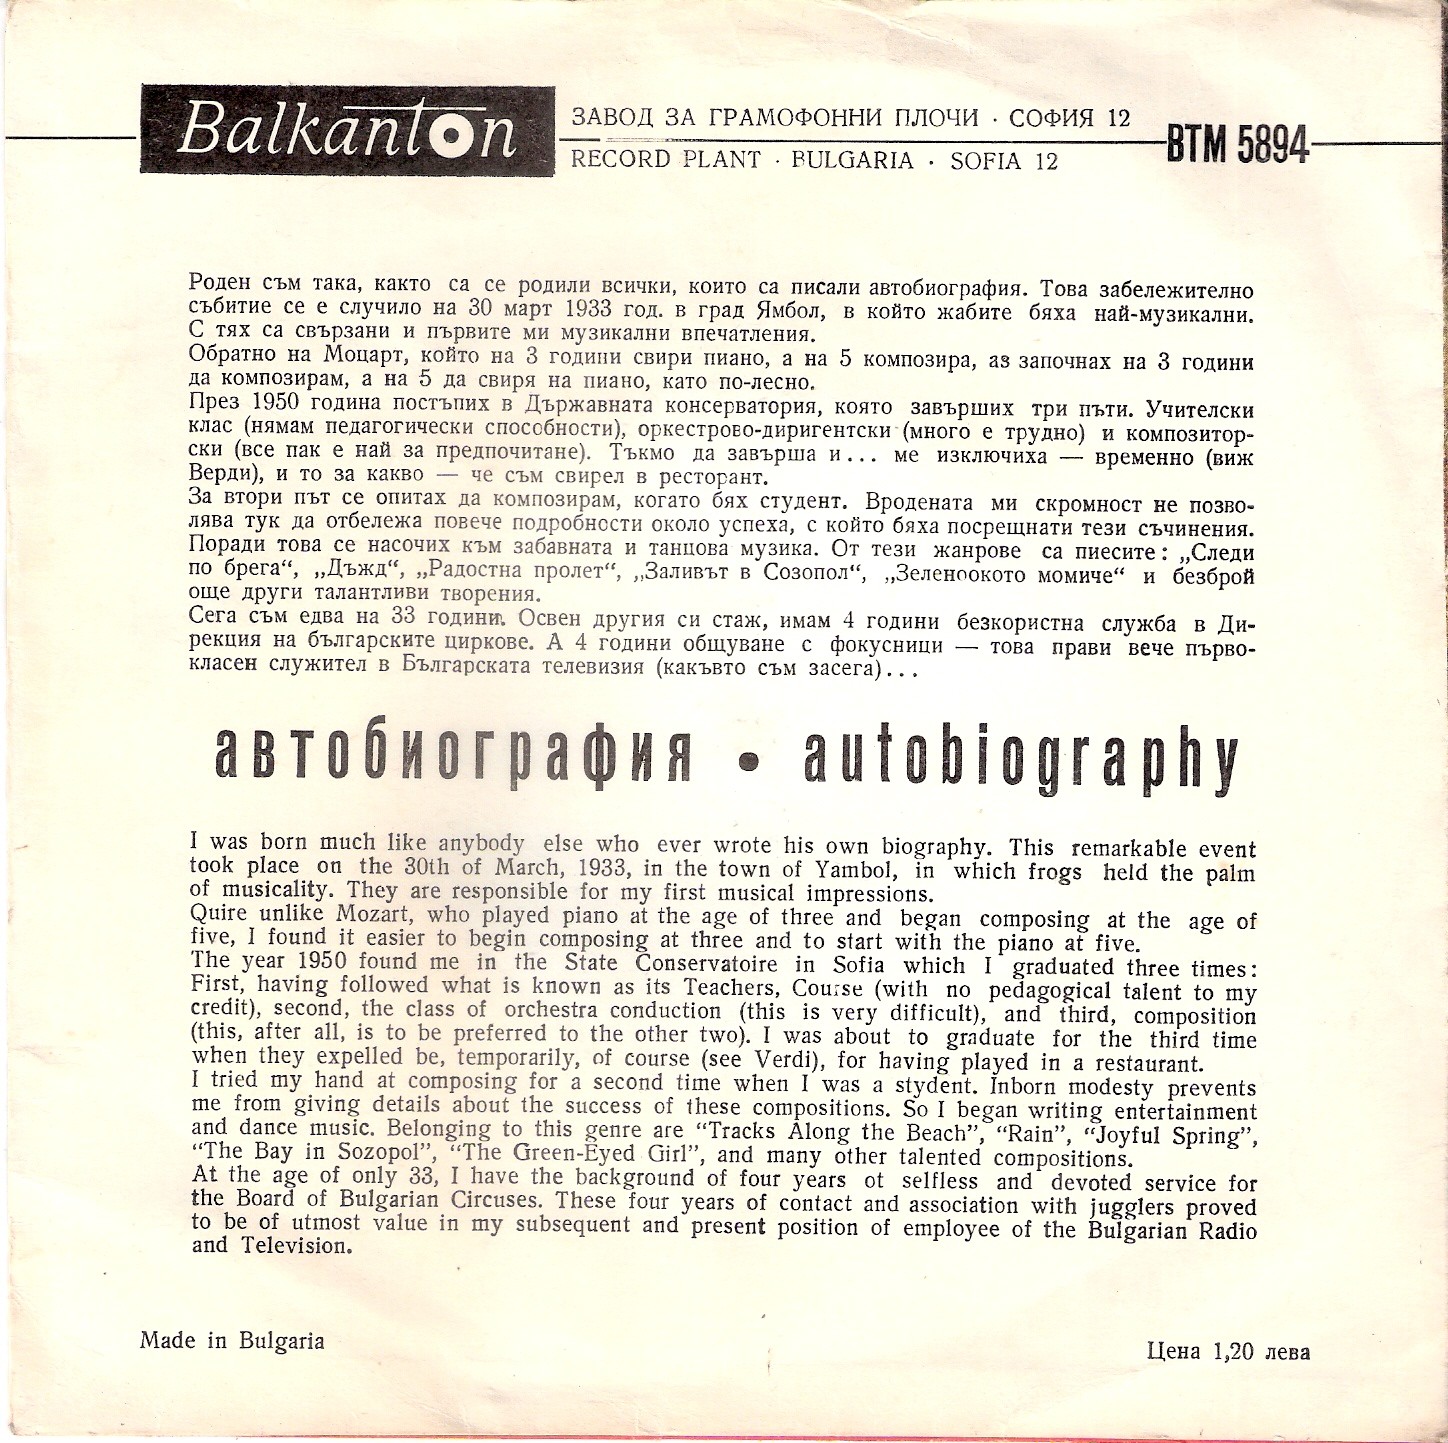 Balkanton
ЗАВОД ЗА ГРАМОФОННИ ПЛОЧИ · СОФИЯ 12
RECORD PLANT · BULGARIA · SOFIA 12
ВТМ 5894
Роден съм така, както са се родили всички, които са писали автобиография. Това забележително
събитие се е случило на 30 март 1933 год. в град Ямбол, в който жабите бяха най-музикални.
С тях са свързани и първите ми музикални впечатления.
Обратно на Моцарт, който на 3 години свири пиано, а на 5 композира, аз започнах на 3 години
да композирам, а на 5 да свиря на пиано, като по-лесно.
През 1950 година постъпих в Държавната консерватория, която завърших три пъти. Учителски
клас (нямам педагогически способности), оркестрово-диригентски (много е трудно) и композитор-
ски (все пак е най за предпочитане). Тъкмо да завърша и... ме изключиха — временно (виж
Верди), и то за какво — че съм свирел в ресторант.
За втори път се опитах да композирам, когато бях студент. Вродената ми скромност не позво-
лява тук да отбележа повече подробности около успеха, с който бяха посрещнати тези съчинения.
Поради това се насочих към забавната и танцова музика. От тези жанрове са пиесите: „Следи
по брега“, „Дъжд“, „Радостна пролет“, „Заливът в Созопол“, „Зеленоокото момиче“ и безброй
още други талантливи творения.
Сега съм едва на 33 години. Освен другия си стаж, имам 4 години безкористна служба в Ди-
рекция на българските циркове. А 4 години общуване с фокусници — това прави вече първо-
класен служител в Българската телевизия (какъвто съм засега)...
автобиография • autobiography
I was born much like anybody else who ever wrote his own biography. This remarkable event
took place on the 30th of March, 1933, in the town of Yambol, in which frogs held the palm
of musicality. They are responsible for my first musical impressions.
Quire unlike Mozart, who played piano at the age of three and began composing at the age of
five, I found it easier to begin composing at three and to start with the piano at five.
The year 1950 found me in the State Conservatoire in Sofia which I graduated three times:
First, having followed what is known as its Teachers, Course (with no pedagogical talent to my
credit), second, the class of orchestra conduction (this is very difficult), and third, composition
(this, after all, is to be preferred to the other two). I was about to graduate for the third time
when they expelled be, temporarily, of course (see Verdi), for having played in a restaurant.
I tried my hand at composing for a second time when I was a stydent. Inborn modesty prevents
me from giving details about the success of these compositions. So I began writing entertainment
and dance music. Belonging to this genre are “Tracks Along the Beach”, “Rain”, “Joyful Spring”,
“The Bay in Sozopol”, “The Green-Eyed Girl”, and many other talented compositions.
At the age of only 33, I have the background of four years ot selfless and devoted service for
the Board of Bulgarian Circuses. These four years of contact and association with jugglers proved
to be of utmost value in my subsequent and present position of employee of the Bulgarian Radio
and Television.
Made in Bulgaria
Цена 1,20 лева